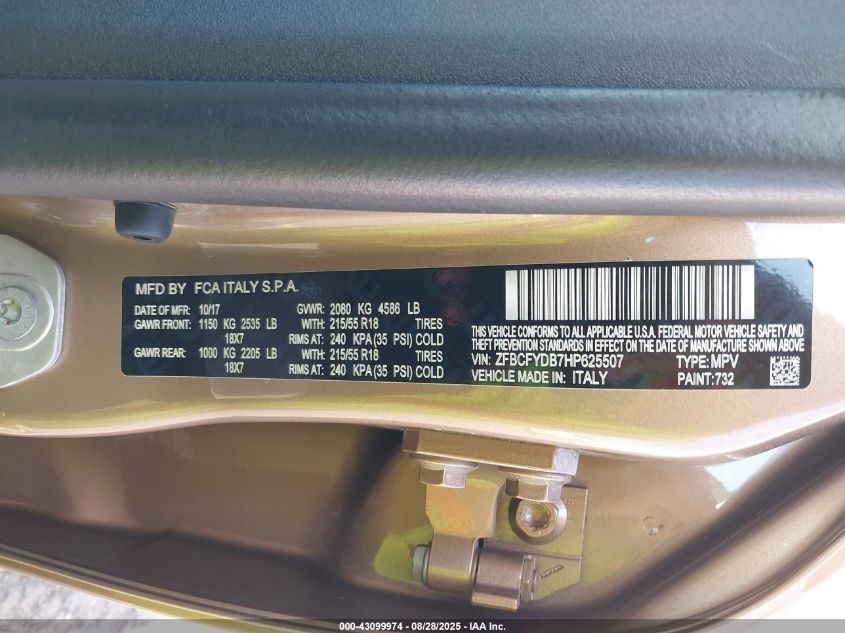 MFD BY FCA ITALY S.P.A.
DATE OF MFR: 10/17 GVWR: 2080 KG 4586 LB
GAWR FRONT: 1150 KG 2535 LB WITH: 215/55 R18 TIRES
18X7 RIMS AT: 240 KPA (35 PSI) COLD
GAWR REAR: 1000 KG 2205 LB WITH: 215/55 R18 TIRES
18X7 RIMS AT: 240 KPA (35 PSI) COLD
THIS VEHICLE CONFORMS TO ALL APPLICABLE U.S.A. FEDERAL MOTOR VEHICLE SAFETY AND
THEFT PREVENTION STANDARDS IN EFFECT ON THE DATE OF MANUFACTURE SHOWN ABOVE
VIN: ZFBCFYDB7HP625507 TYPE: MPV
VEHICLE MADE IN: ITALY PAINT: 732
000-43099974 - 08/28/2025 - IAA Inc.